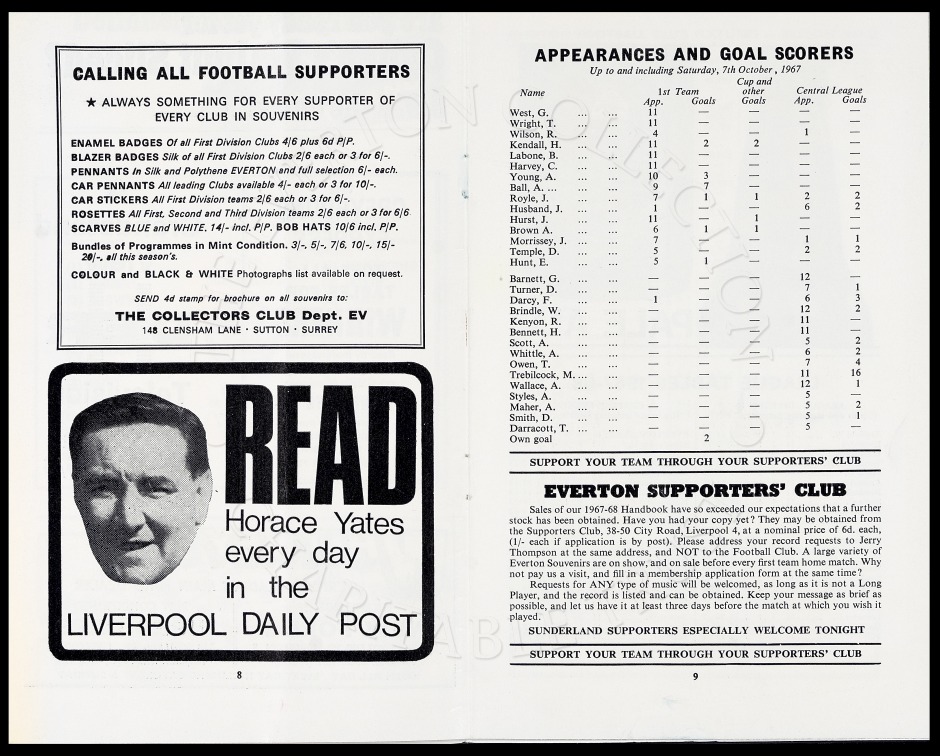 CALLING ALL FOOTBALL SUPPORTERS
★ ALWAYS SOMETHING FOR EVERY SUPPORTER OF
EVERY CLUB IN SOUVENIRS
ENAMEL BADGES Of all First Division Clubs 4/6 plus 6d P/P.
BLAZER BADGES Silk of all First Division Clubs 2/6 each or 3 for 6/-.
PENNANTS In Silk and Polythene EVERTON and full selection 6/- each.
CAR PENNANTS All leading Clubs available 4/- each or 3 for 10/-.
CAR STICKERS All First Division teams 2/6 each or 3 for 6/-.
ROSETTES All First, Second and Third Division teams 2/6 each or 3 for 6/6
SCARVES BLUE and WHITE. 14/- incl. P/P. BOB HATS 10/6 incl. P/P.
Bundles of Programmes in Mint Condition. 3/-, 5/-, 7/6, 10/-, 15/-
20/-, all this season's.
COLOUR and BLACK & WHITE Photographs list available on request.
SEND 4d stamp for brochure on all souvenirs to:
THE COLLECTORS CLUB Dept. EV
148 CLENSHAM LANE · SUTTON · SURREY
READ
Horace Yates
every day
in the
LIVERPOOL DAILY POST
8
APPEARANCES AND GOAL SCORERS
Up to and including Saturday, 7th October, 1967
Name 1st Team Cup and other Central League
App. Goals Goals App. Goals
West, G. ... ... 11 — — — —
Wright, T. ... ... 11 — — — —
Wilson, R. ... ... 4 — — 1 —
Kendall, H. ... ... 11 2 2 — —
Labone, B. ... ... 11 — — — —
Harvey, C. ... ... 11 — — — —
Young, A. ... ... 10 3 — — —
Ball, A. ... ... ... 9 7 — — —
Royle, J. ... ... 7 1 1 2 2
Husband, J. ... ... 1 — — 6 2
Hurst, J. ... ... 11 — 1 — —
Brown A. ... ... 6 1 1 — —
Morrissey, J. ... ... 7 — — 1 1
Temple, D. ... ... 5 — — 2 2
Hunt, E. ... ... 5 1 — — —
Barnett, G. ... ... — — — 12 —
Turner, D. ... ... — — — 7 1
Darcy, F. ... ... 1 — — 6 3
Brindle, W. ... ... — — — 12 2
Kenyon, R. ... ... — — — 11 —
Bennett, H. ... ... — — — 11 —
Scott, A. ... ... — — — 5 2
Whittle, A. ... ... — — — 6 2
Owen, T. ... ... — — — 7 4
Trebilcock, M. ... ... — — — 11 16
Wallace, A. ... ... — — — 12 1
Styles, A. ... ... — — — 5 —
Maher, A. ... ... — — — 5 2
Smith, D. ... ... — — — 5 1
Darracott, T. ... ... — — — 5 —
Own goal 2
SUPPORT YOUR TEAM THROUGH YOUR SUPPORTERS' CLUB
EVERTON SUPPORTERS' CLUB
Sales of our 1967-68 Handbook have so exceeded our expectations that a further
stock has been obtained. Have you had your copy yet? They may be obtained from
the Supporters Club, 38-50 City Road, Liverpool 4, at a nominal price of 6d. each,
(1/- each if application is by post). Please address your record requests to Jerry
Thompson at the same address, and NOT to the Football Club. A large variety of
Everton Souvenirs are on show, and on sale before every first team home match. Why
not pay us a visit, and fill in a membership application form at the same time?
Requests for ANY type of music will be welcomed, as long as it is not a Long
Player, and the record is listed and can be obtained. Keep your message as brief as
possible, and let us have it at least three days before the match at which you wish it
played.
SUNDERLAND SUPPORTERS ESPECIALLY WELCOME TONIGHT
SUPPORT YOUR TEAM THROUGH YOUR SUPPORTERS' CLUB
9